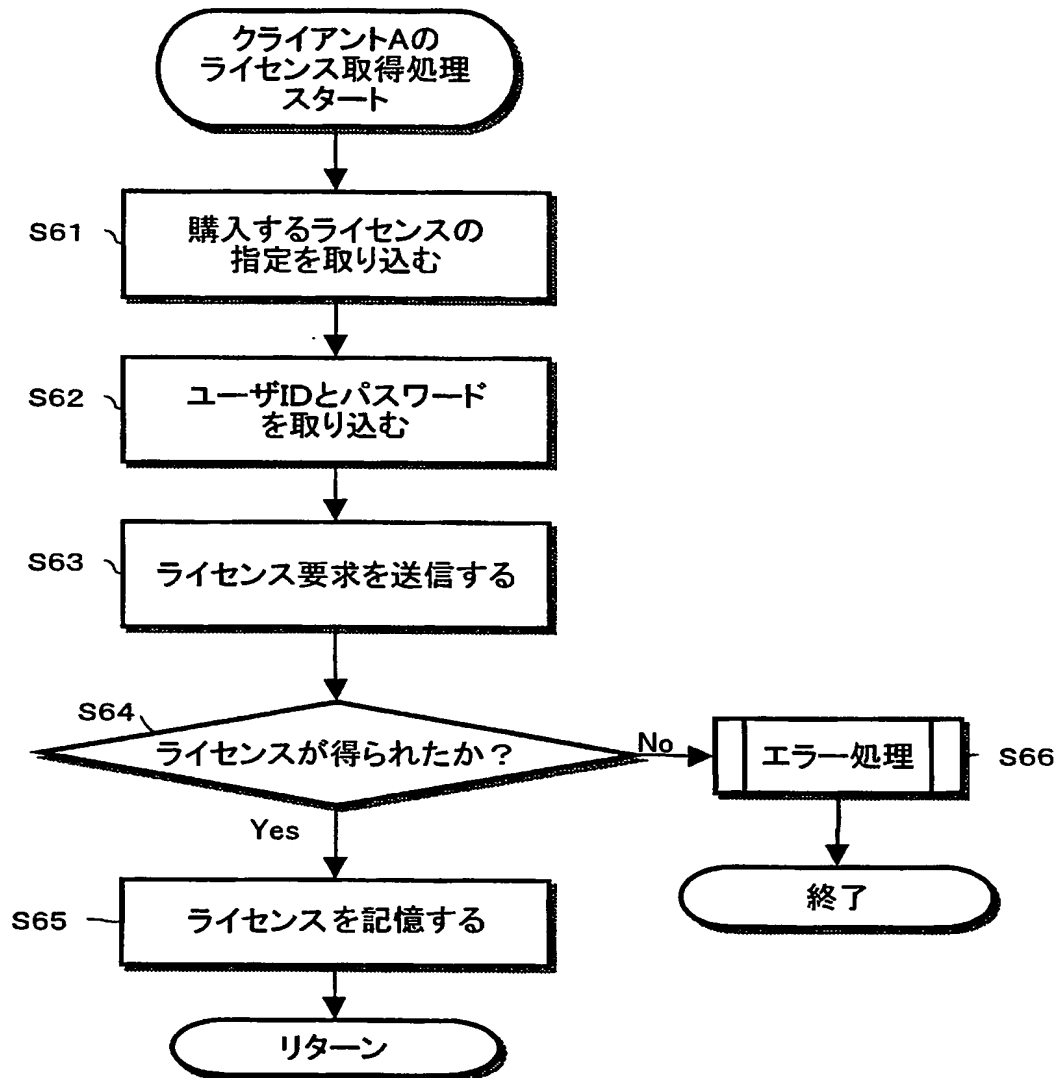 クライアントAの
ライセンス取得処理
スタート
S61
購入するライセンスの
指定を取り込む
S62
ユーザIDとパスワード
を取り込む
S63
ライセンス要求を送信する
S64
ライセンスが得られたか？
No
エラー処理
S66
Yes
終了
S65
ライセンスを記憶する
リターン